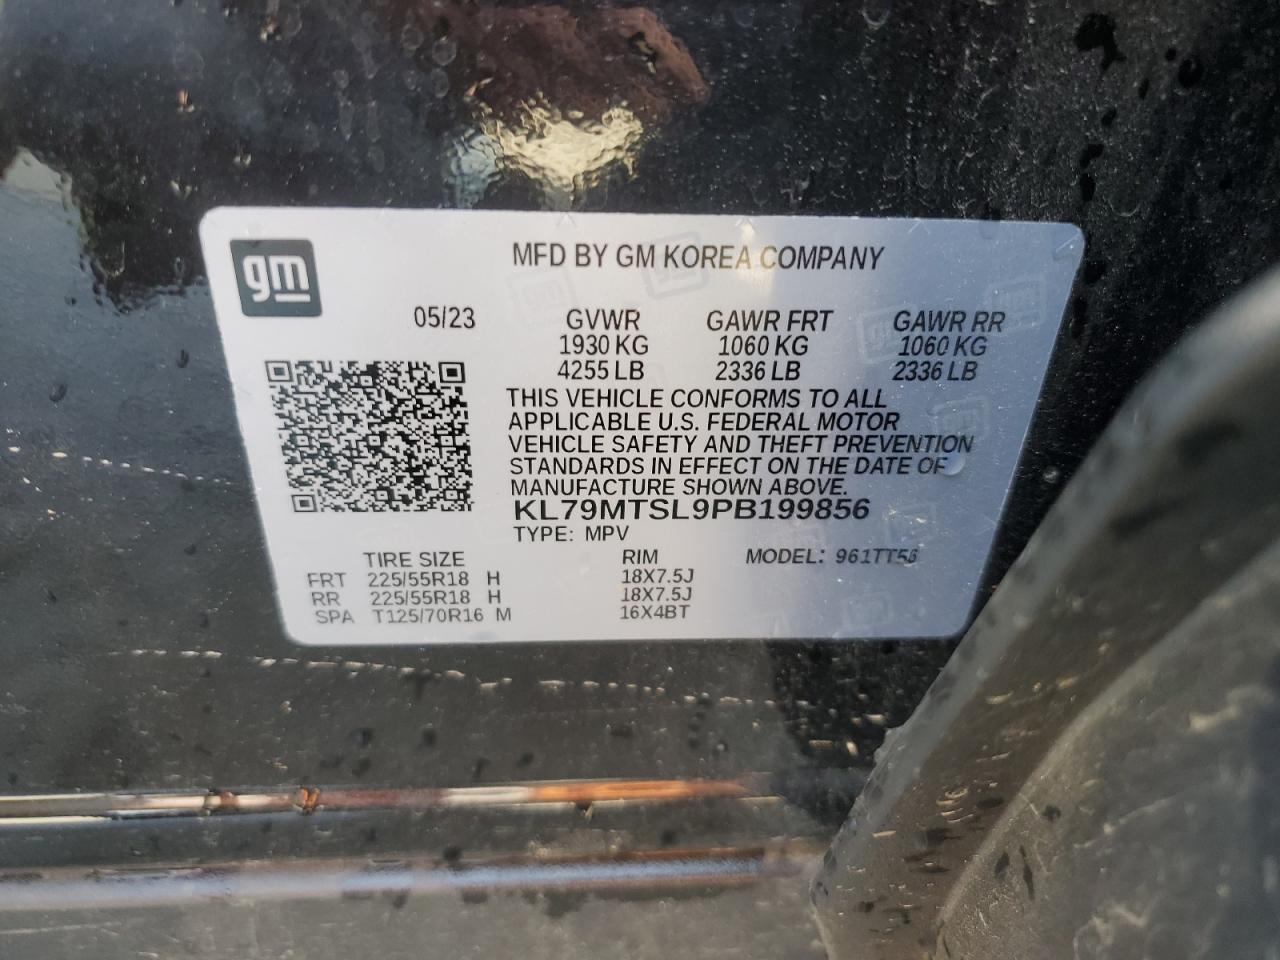 gm
MFD BY GM KOREA COMPANY
05/23 GVWR GAWR FRT GAWR RR
1930 KG 1060 KG 1060 KG
4255 LB 2336 LB 2336 LB
THIS VEHICLE CONFORMS TO ALL
APPLICABLE U.S. FEDERAL MOTOR
VEHICLE SAFETY AND THEFT PREVENTION
STANDARDS IN EFFECT ON THE DATE OF
MANUFACTURE SHOWN ABOVE.
KL79MTSL9PB199856
TYPE: MPV
TIRE SIZE RIM MODEL:
FRT 225/55R18 H 18X7.5J
RR 225/55R18 H 18X7.5J
SPA T125/70R16 M 16X4BT